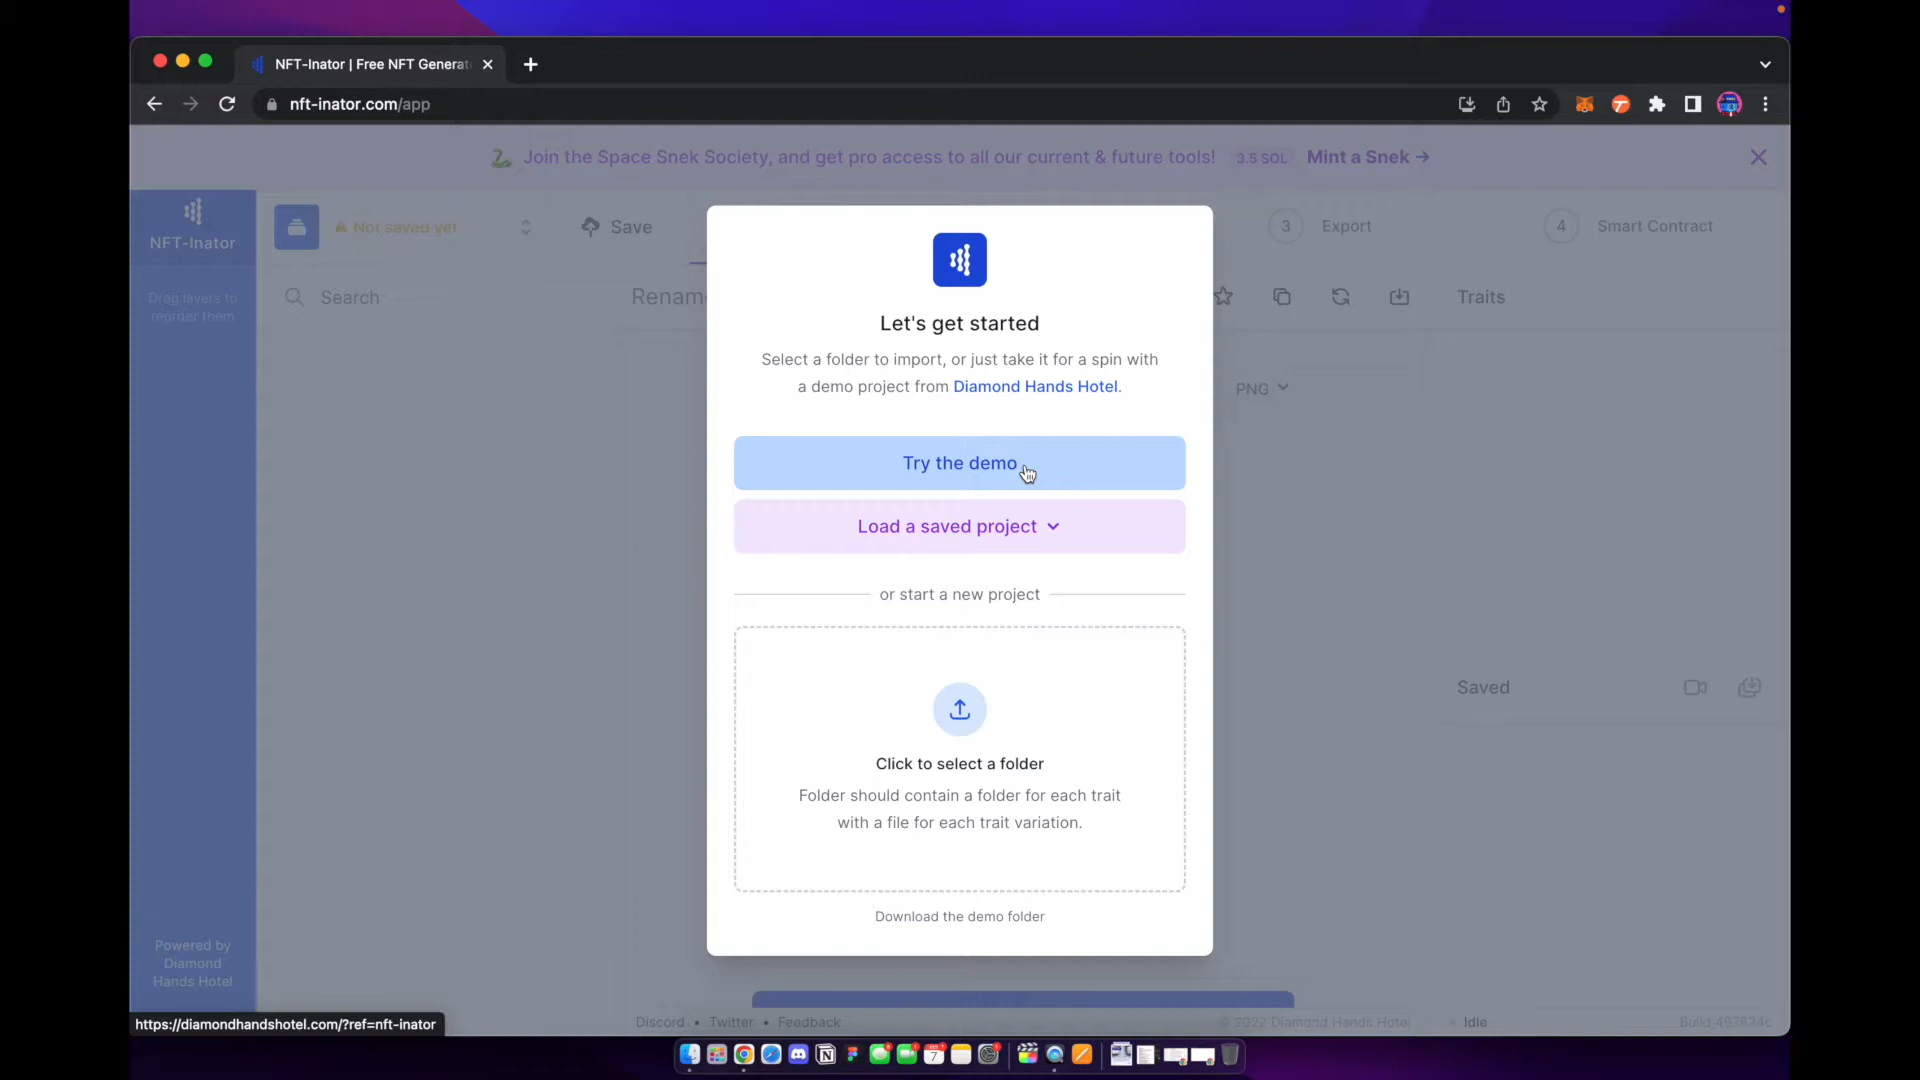 NFT-Inator | Free NFT Generat
nft-inator.com/app
Join the Space Snek Society, and get pro access to all our current & future tools! 3.5 SOL Mint a Snek →
NFT-Inator
Not saved yet
Save
3 Export
4 Smart Contract
Drag layers to
reorder them
Search
Renam
Traits
PNG
Let's get started
Select a folder to import, or just take it for a spin with
a demo project from Diamond Hands Hotel.
Try the demo
Load a saved project
or start a new project
Click to select a folder
Folder should contain a folder for each trait
with a file for each trait variation.
Download the demo folder
Saved
Powered by
Diamond
Hands Hotel
https://diamondhandshotel.com/?ref=nft-inator
Discord • Twitter • Feedback
© 2022 Diamond Hands Hotel
Idle
7